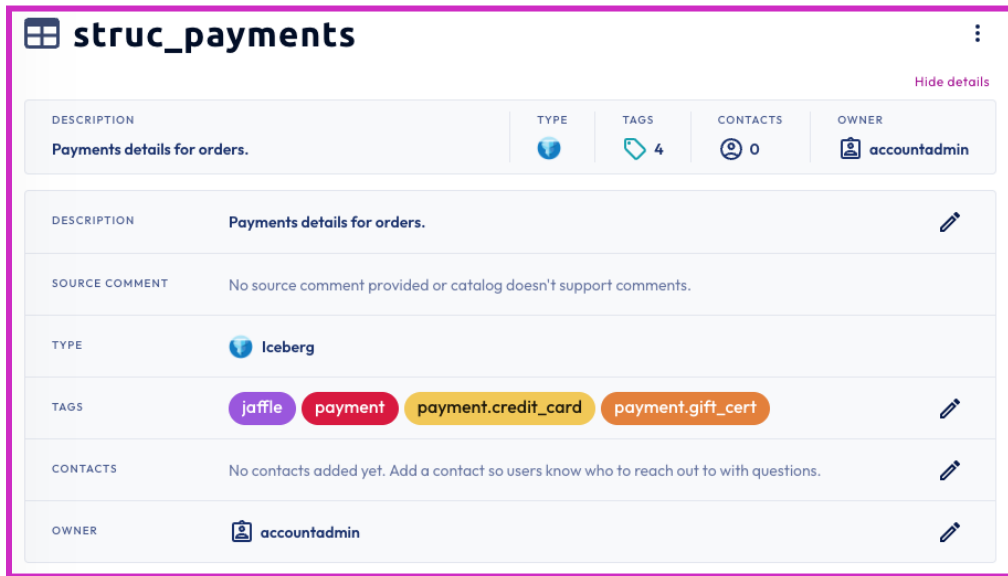 struc_payments
Hide details
DESCRIPTION TYPE TAGS CONTACTS OWNER
Payments details for orders. 4 0 accountadmin
DESCRIPTION Payments details for orders.
SOURCE COMMENT No source comment provided or catalog doesn't support comments.
TYPE Iceberg
TAGS jaffle payment payment.credit_card payment.gift_cert
CONTACTS No contacts added yet. Add a contact so users know who to reach out to with questions.
OWNER accountadmin